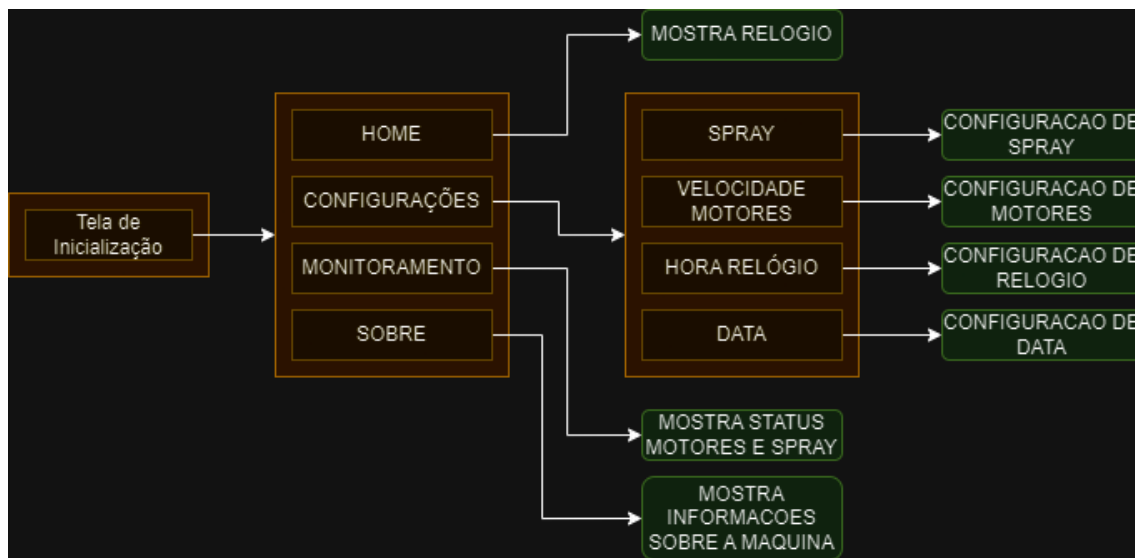 MOSTRA RELOGIO
HOME
SPRAY
CONFIGURACAO DE
SPRAY
CONFIGURAÇÕES
VELOCIDADE
MOTORES
CONFIGURACAO DE
MOTORES
Tela de
Inicialização
MONITORAMENTO
HORA RELÓGIO
CONFIGURACAO DE
RELOGIO
SOBRE
DATA
CONFIGURACAO DE
DATA
MOSTRA STATUS
MOTORES E SPRAY
MOSTRA
INFORMACOES
SOBRE A MAQUINA